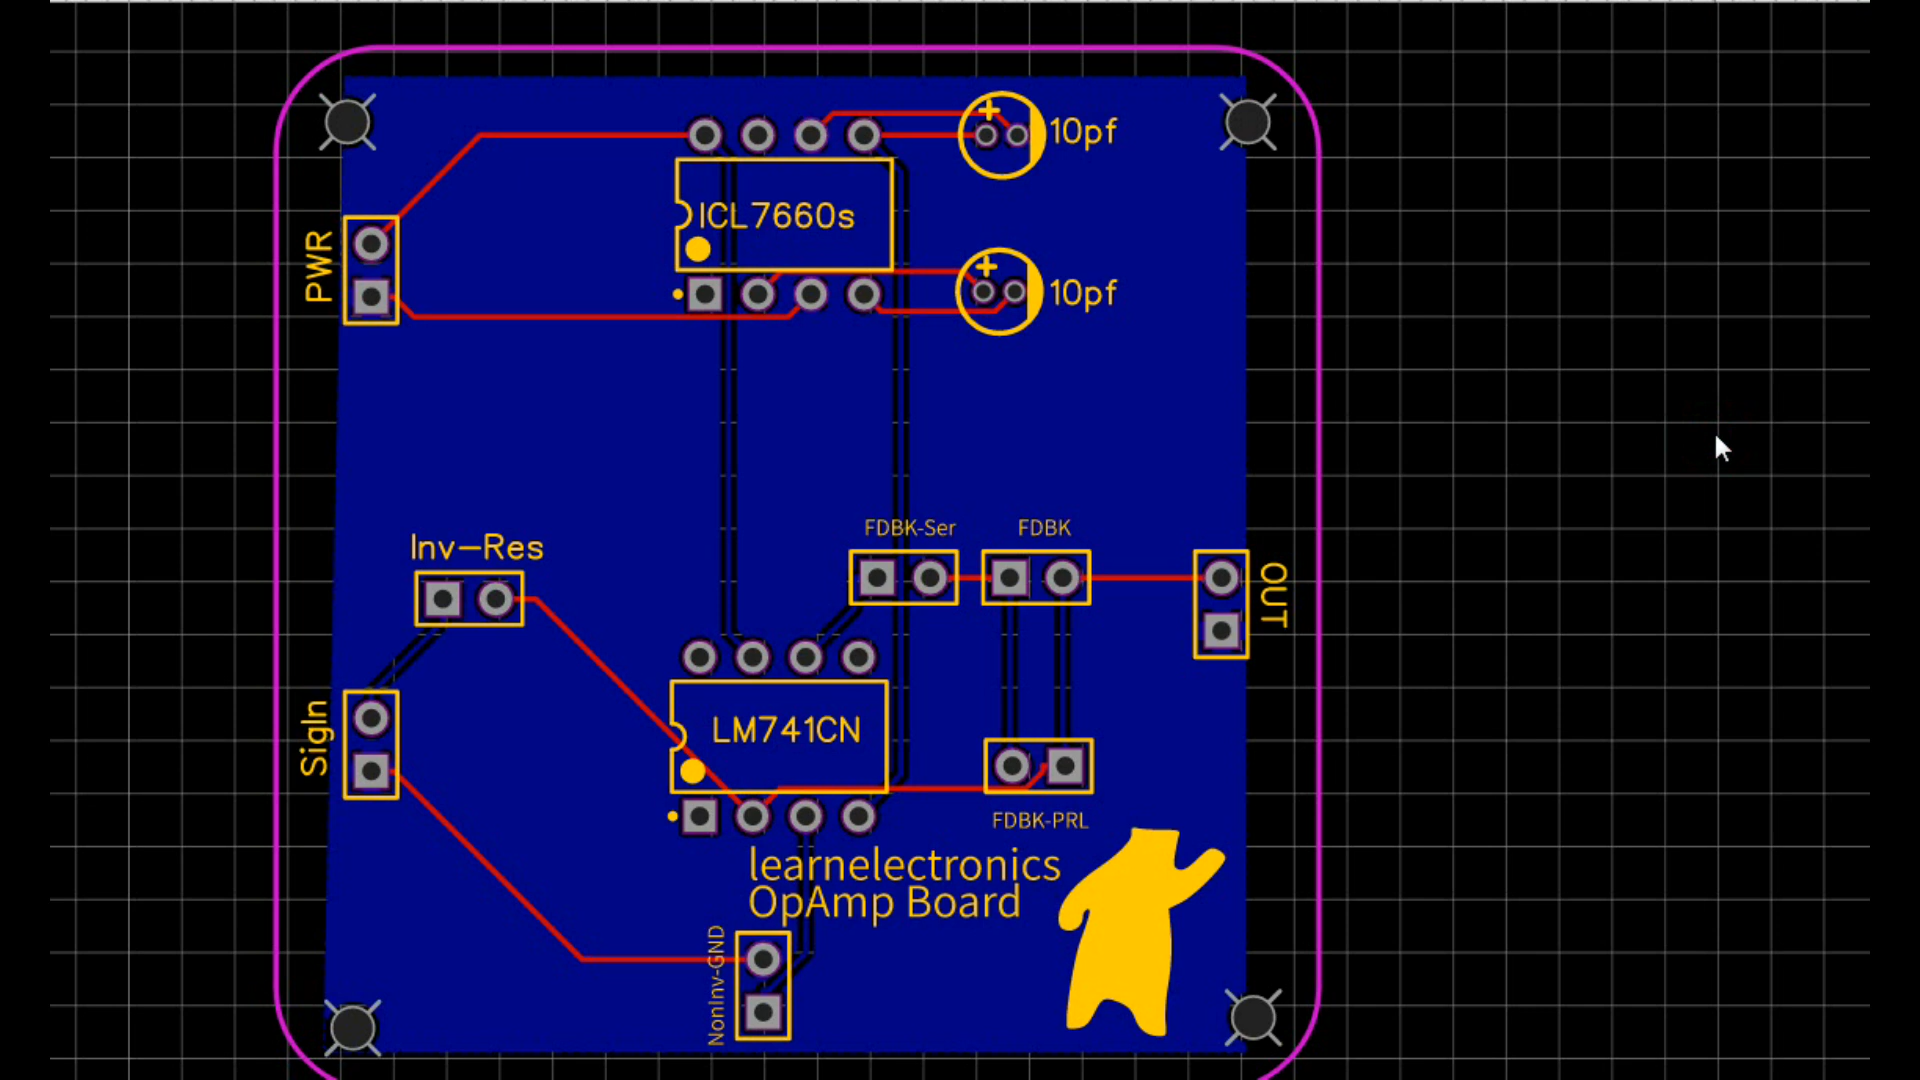 10pf
ICL7660s
PWR
10pf
FDBK-Ser
FDBK
Inv-Res
OUT
SigIn
LM741CN
FDBK-PRL
learnelectronics
OpAmp Board
NonInv-GND